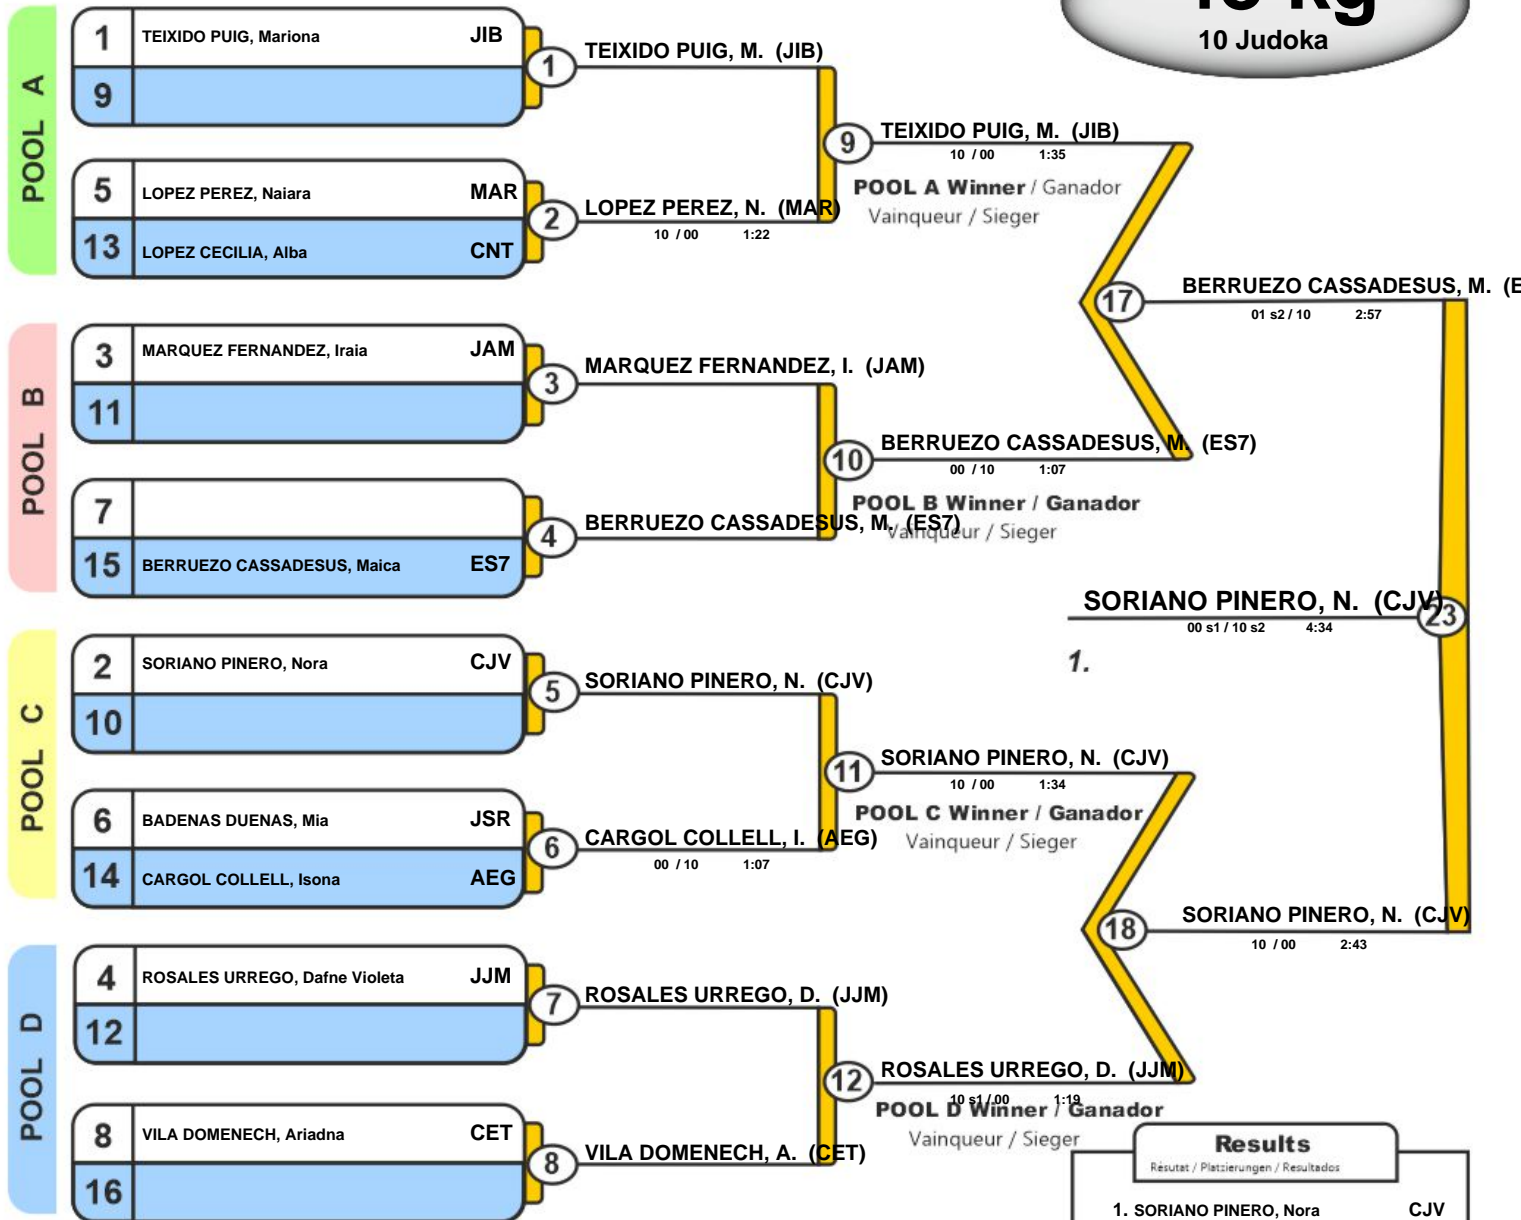 kg
10 Judoka
POOL A
1 TEIXIDO PUIG, Mariona JIB
9
5 LOPEZ PEREZ, Naiara MAR
13 LOPEZ CECILIA, Alba CNT
1 TEIXIDO PUIG, M. (JIB)
2 LOPEZ PEREZ, N. (MAR)
10 / 00 1:22
9 TEIXIDO PUIG, M. (JIB)
10 / 00 1:35
POOL A Winner / Ganador
Vainqueur / Sieger
POOL B
3 MARQUEZ FERNANDEZ, Iraia JAM
11
7
15 BERRUEZO CASSADESUS, Maica ES7
3 MARQUEZ FERNANDEZ, I. (JAM)
4 BERRUEZO CASSADESUS, M. (ES7)
10 BERRUEZO CASSADESUS, M. (ES7)
00 / 10 1:07
POOL B Winner / Ganador
Vainqueur / Sieger
17 BERRUEZO CASSADESUS, M. (E
01 s2 / 10 2:57
SORIANO PINERO, N. (CJV) 23
00 s1 / 10 s2 4:34
1.
POOL C
2 SORIANO PINERO, Nora CJV
10
6 BADENAS DUENAS, Mia JSR
14 CARGOL COLLELL, Isona AEG
5 SORIANO PINERO, N. (CJV)
6 CARGOL COLLELL, I. (AEG)
00 / 10 1:07
11 SORIANO PINERO, N. (CJV)
10 / 00 1:34
POOL C Winner / Ganador
Vainqueur / Sieger
18 SORIANO PINERO, N. (CJV)
10 / 00 2:43
POOL D
4 ROSALES URREGO, Dafne Violeta JJM
12
8 VILA DOMENECH, Ariadna CET
16
7 ROSALES URREGO, D. (JJM)
8 VILA DOMENECH, A. (CET)
12 ROSALES URREGO, D. (JJM)
10 s1 / 00 1:19
POOL D Winner / Ganador
Vainqueur / Sieger
Results
Résutat / Platzierungen / Resultados
1. SORIANO PINERO, Nora CJV